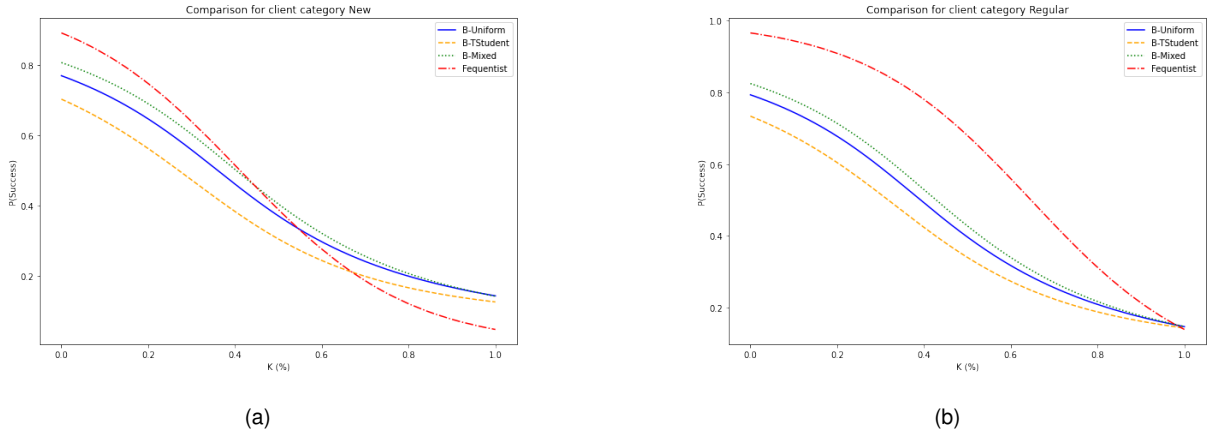 Comparison for client category New
B-Uniform
B-TStudent
B-Mixed
Fequentist
0.8
0.6
0.4
0.2
P(Success)
0.0
0.2
0.4
0.6
0.8
1.0
K (%)
(a)
Comparison for client category Regular
B-Uniform
B-TStudent
B-Mixed
Fequentist
1.0
0.8
0.6
0.4
0.2
P(Success)
0.0
0.2
0.4
0.6
0.8
1.0
K (%)
(b)